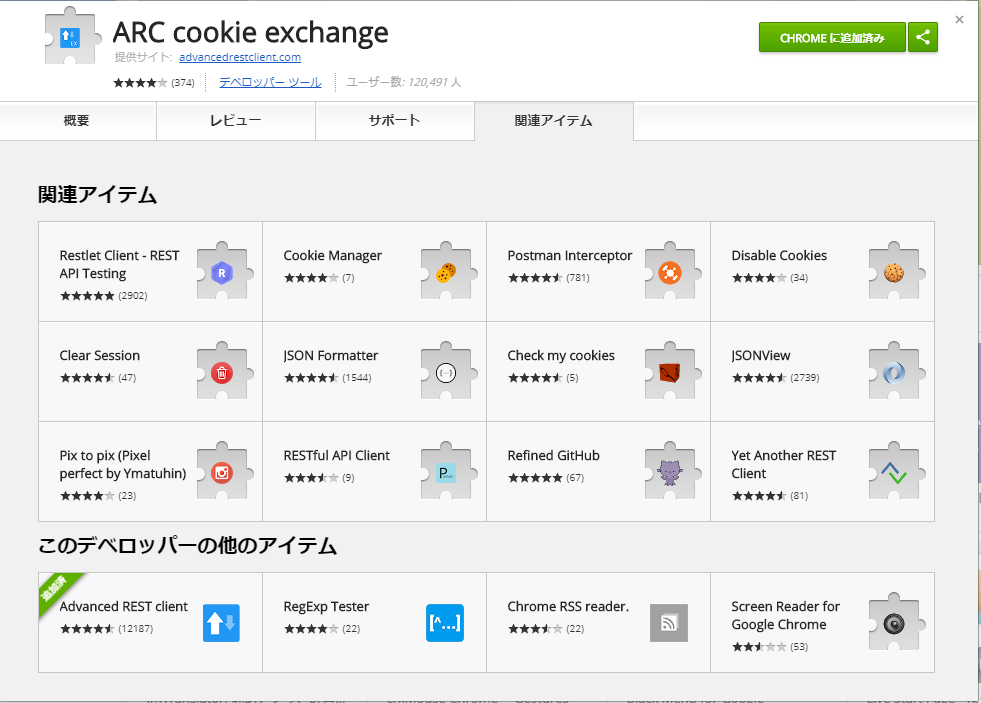 ARC cookie exchange
提供サイト: advancedrestclient.com
(374) デベロッパー ツール ユーザー数: 120,491 人
CHROME に追加済み
概要
レビュー
サポート
関連アイテム
関連アイテム
Restlet Client - REST
API Testing
(2902)
Cookie Manager
(7)
Postman Interceptor
(781)
Disable Cookies
(34)
Clear Session
(47)
JSON Formatter
(1544)
Check my cookies
(5)
JSONView
(2739)
Pix to pix (Pixel
perfect by Ymatuhin)
(23)
RESTful API Client
(9)
Refined GitHub
(67)
Yet Another REST
Client
(81)
このデベロッパーの他のアイテム
追加済
Advanced REST client
(12187)
RegExp Tester
(22)
[^...]
Chrome RSS reader.
(22)
Screen Reader for
Google Chrome
(53)